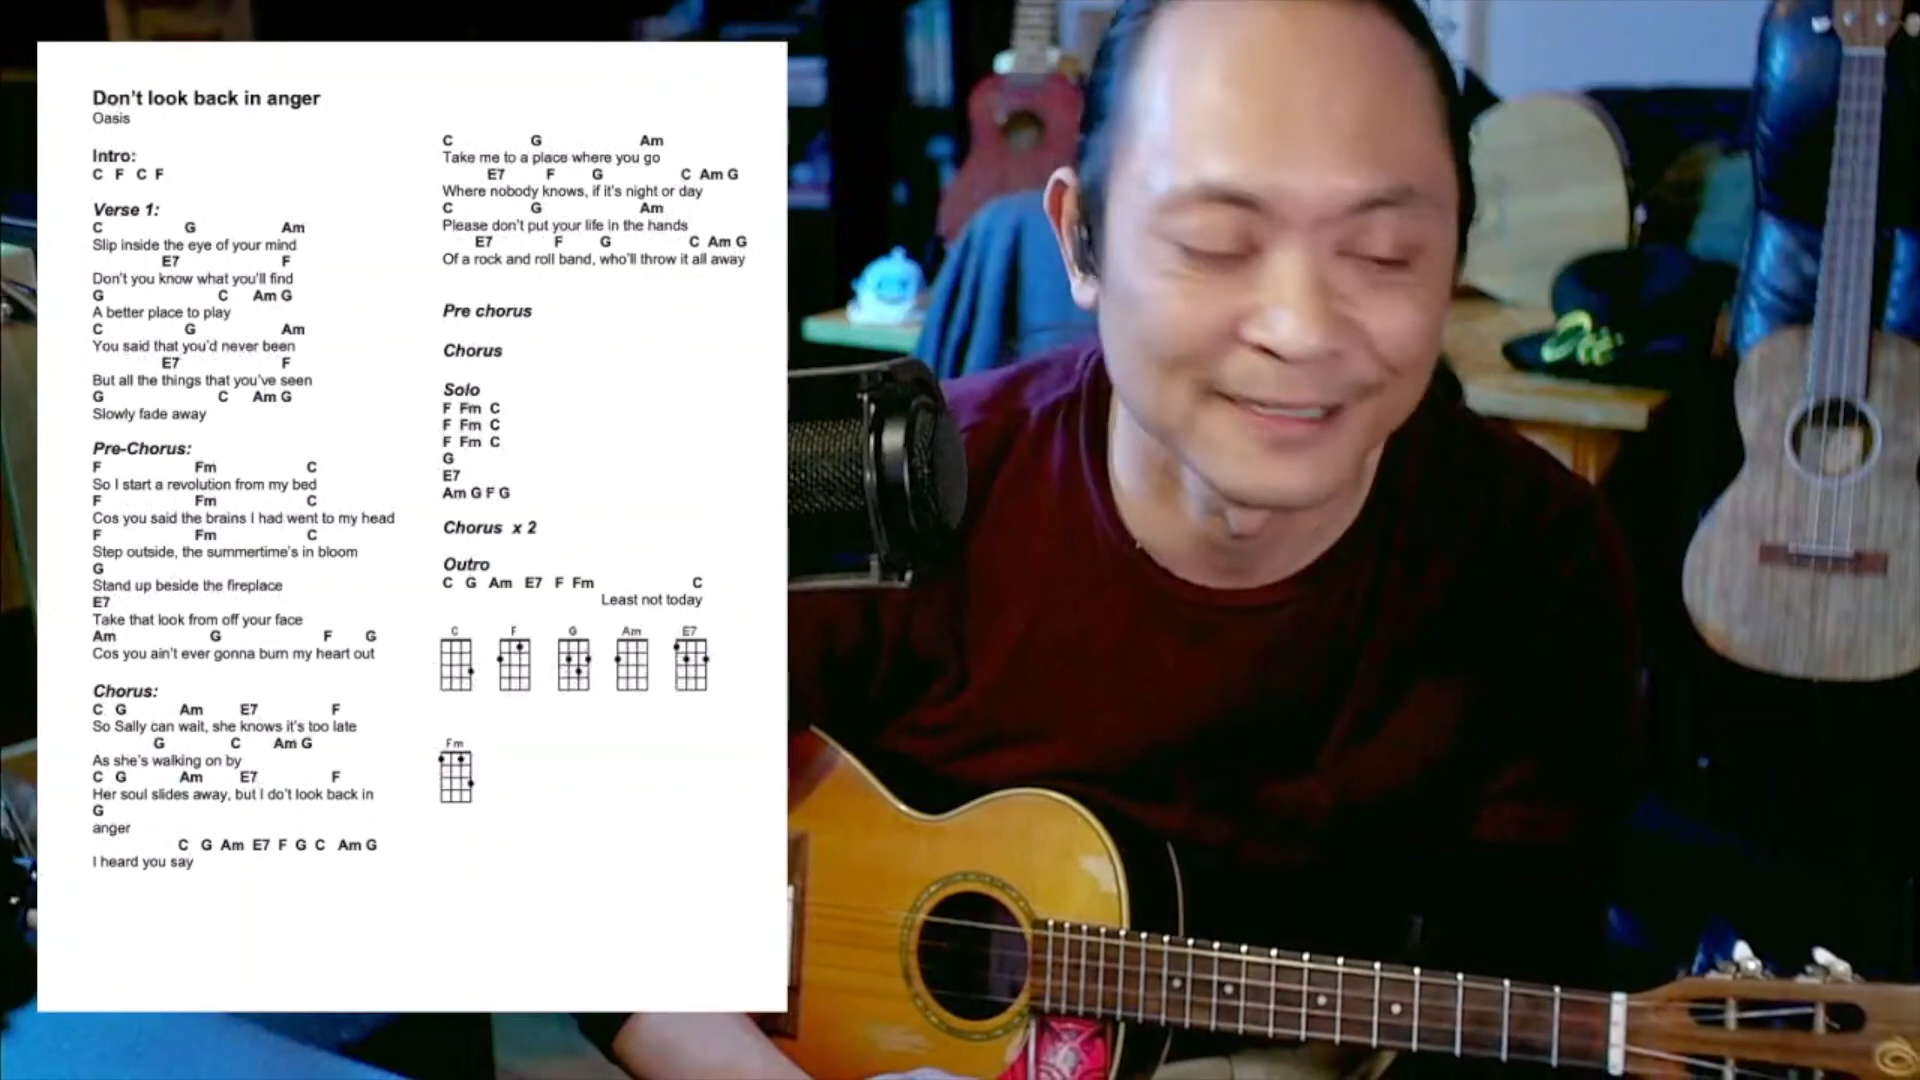 Don't look back in anger
Oasis
Intro:
C F C F
Verse 1:
C G Am
Slip inside the eye of your mind
E7 F
Don't you know what you'll find
G C Am G
A better place to play
C G Am
You said that you'd never been
E7 F
But all the things that you've seen
G C Am G
Slowly fade away
Pre-Chorus:
F Fm C
So I start a revolution from my bed
F Fm C
Cos you said the brains I had went to my head
F Fm C
Step outside, the summertime's in bloom
G
Stand up beside the fireplace
E7
Take that look from off your face
Am G F G
Cos you ain't ever gonna burn my heart out
Chorus:
C G Am E7 F
So Sally can wait, she knows it's too late
G C Am G
As she's walking on by
C G Am E7 F
Her soul slides away, but I do't look back in
G
anger
C G Am E7 F G C Am G
I heard you say
C G Am
Take me to a place where you go
E7 F G C Am G
Where nobody knows, if it's night or day
C G Am
Please don't put your life in the hands
E7 F G C Am G
Of a rock and roll band, who'll throw it all away
Pre chorus
Chorus
Solo
F Fm C
F Fm C
F Fm C
G
E7
Am G F G
Chorus x 2
Outro
C G Am E7 F Fm C
Least not today
C F G Am E7
Fm